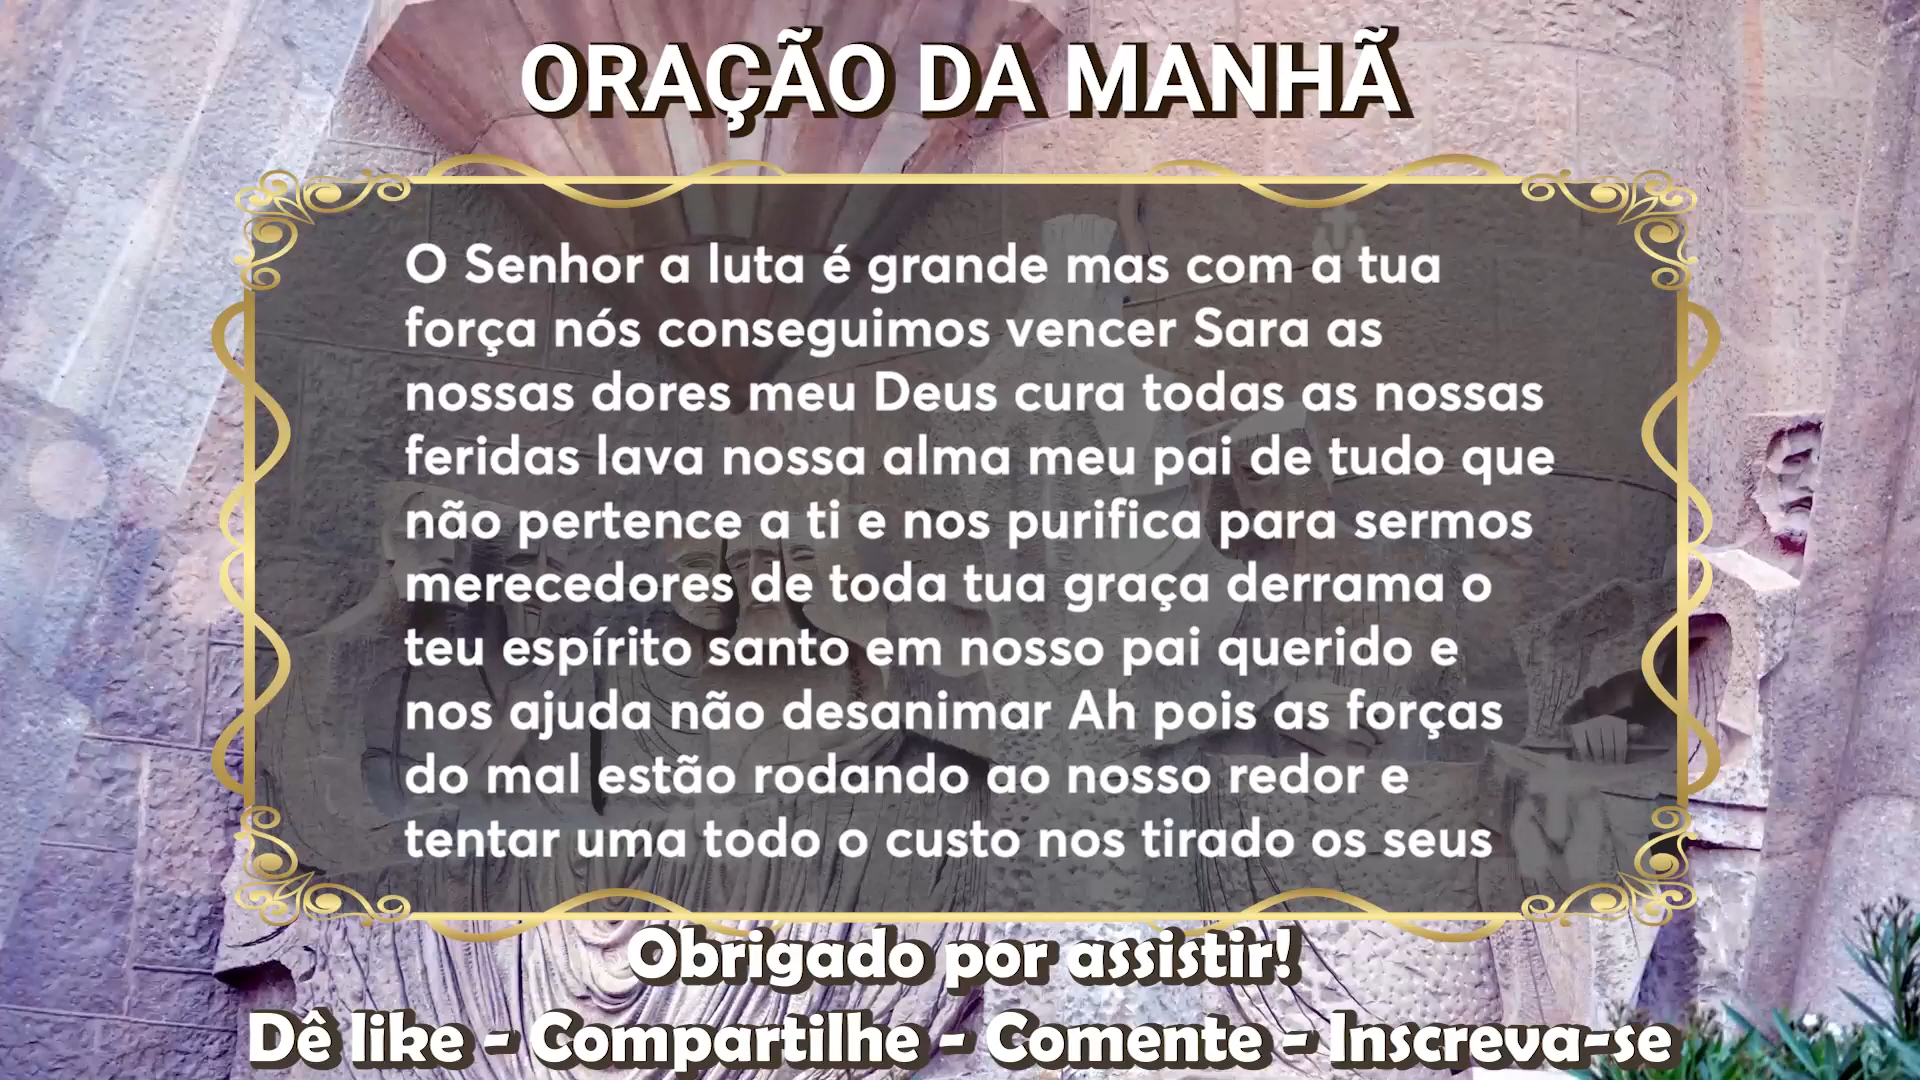 ORAÇÃO DA MANHÃ
O Senhor a luta é grande mas com a tua
força nós conseguimos vencer Sara as
nossas dores meu Deus cura todas as nossas
feridas lava nossa alma meu pai de tudo que
não pertence a ti e nos purifica para sermos
merecedores de toda tua graça derrama o
teu espírito santo em nosso pai querido e
nos ajuda não desanimar Ah pois as forças
do mal estão rodando ao nosso redor e
tentar uma todo o custo nos tirado os seus
Obrigado por assistir!
Dê like - Compartilhe - Comente - Inscreva-se